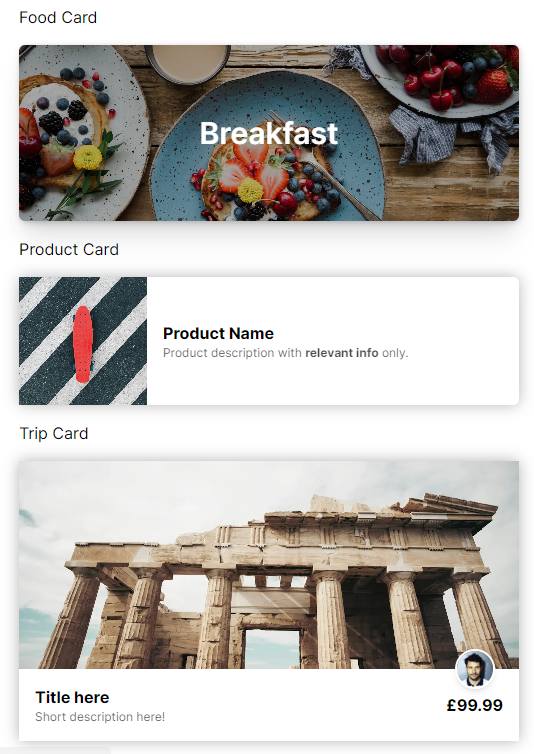 Food Card
Breakfast
Product Card
Product Name
Product description with relevant info only.
Trip Card
Title here
Short description here!
£99.99